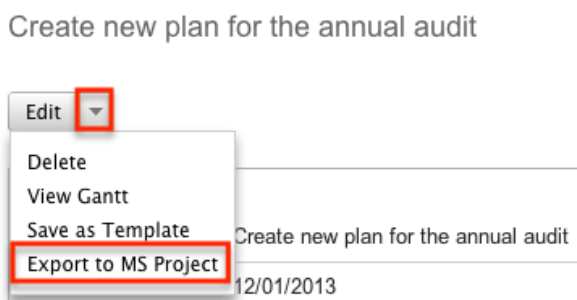 Create new plan for the annual audit
Edit
Delete
View Gantt
Save as Template
Create new plan for the annual audit
Export to MS Project
12/01/2013